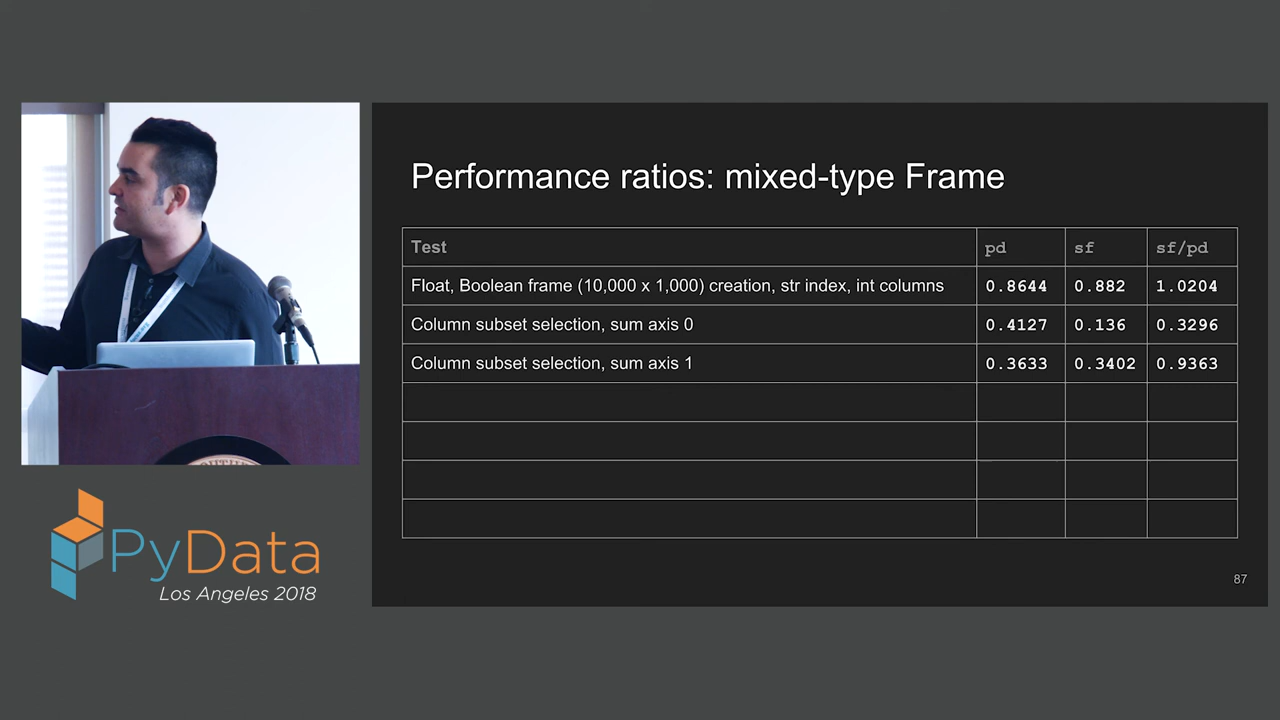 Performance ratios: mixed-type Frame
Test pd sf sf/pd
Float, Boolean frame (10,000 x 1,000) creation, str index, int columns 0.8644 0.882 1.0204
Column subset selection, sum axis 0 0.4127 0.136 0.3296
Column subset selection, sum axis 1 0.3633 0.3402 0.9363
87
PyData
Los Angeles 2018